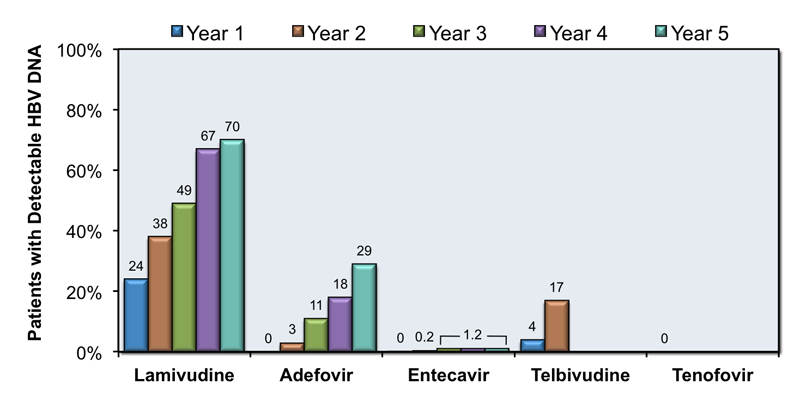 Year 1 Year 2 Year 3 Year 4 Year 5
Patients with Detectable HBV DNA
100%
80%
60%
40%
20%
0%
24 38 49 67 70
0 3 11 18 29
0 0.2 1.2
4 17
0
Lamivudine Adefovir Entecavir Telbivudine Tenofovir